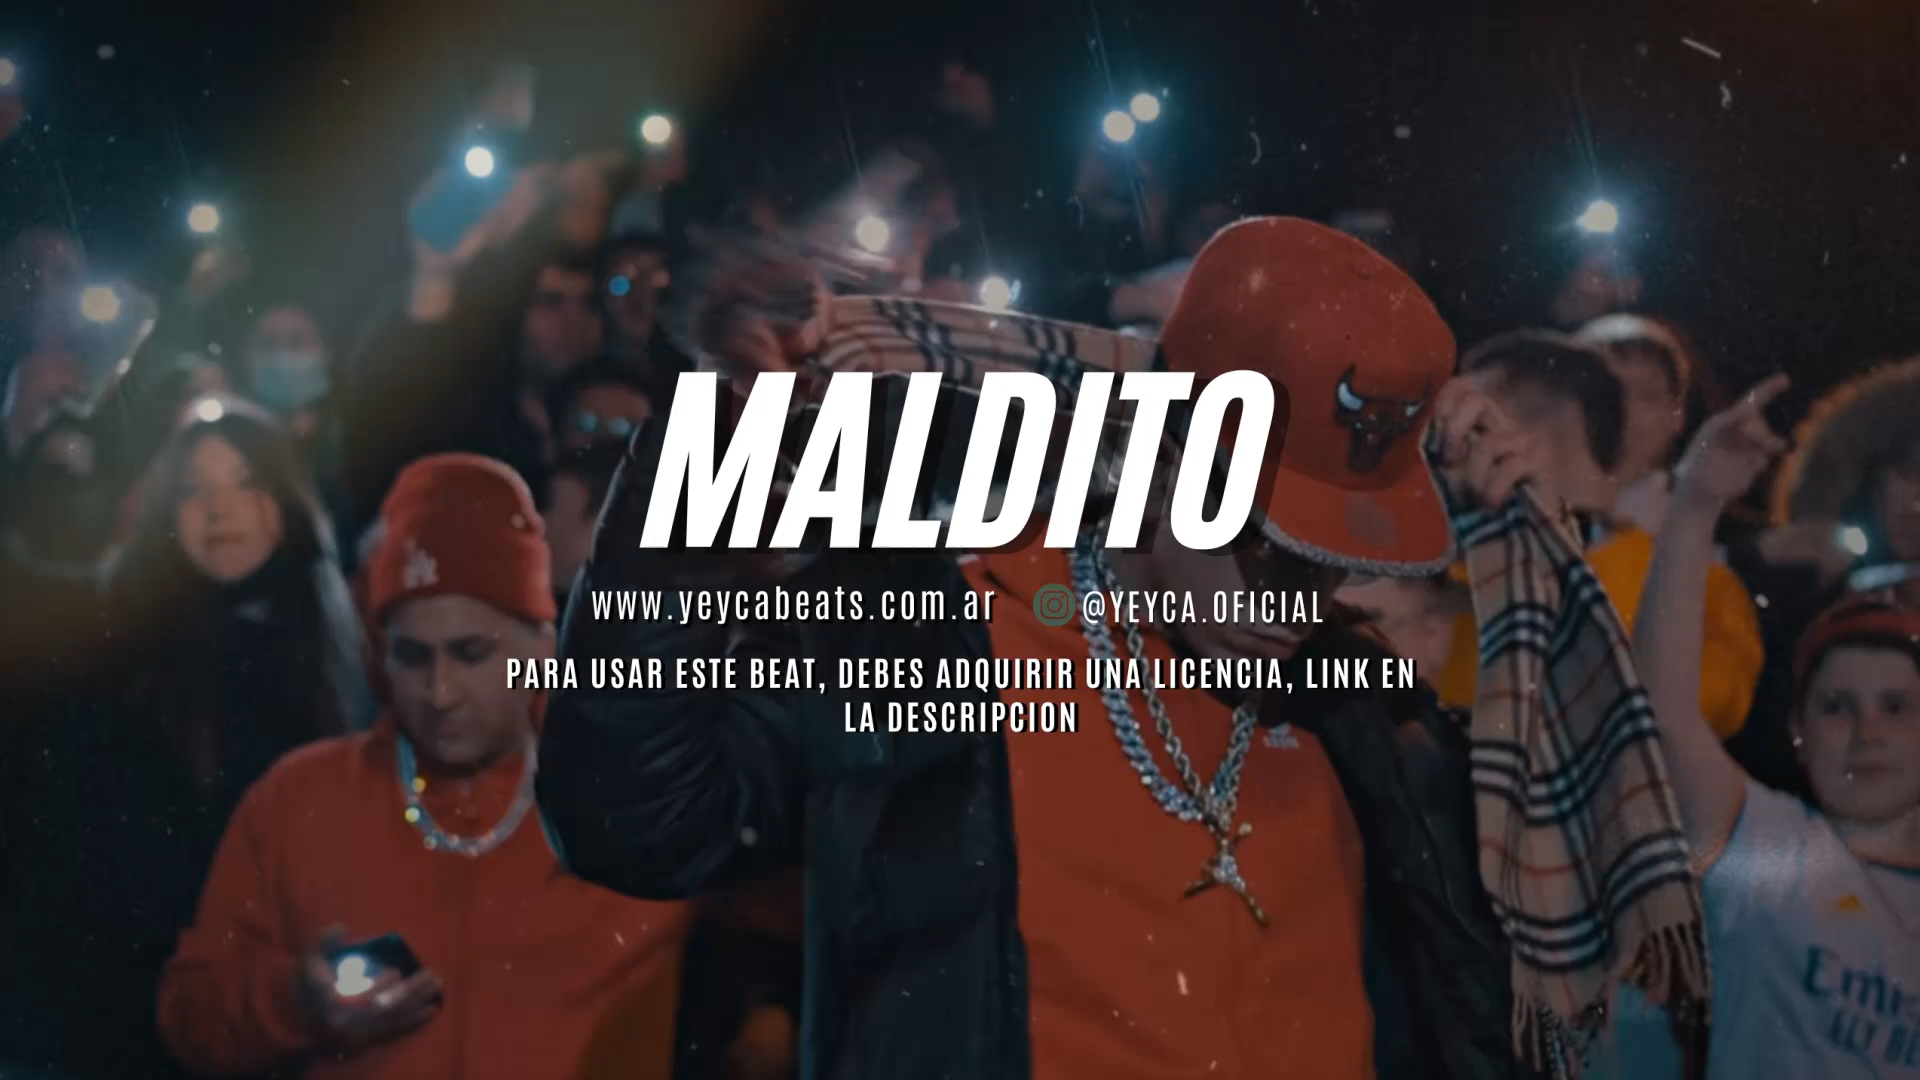 MALDITO
www.yeycabeats.com.ar @YEYCA.OFICIAL
PARA USAR ESTE BEAT, DEBES ADQUIRIR UNA LICENCIA, LINK EN
LA DESCRIPCION
LA